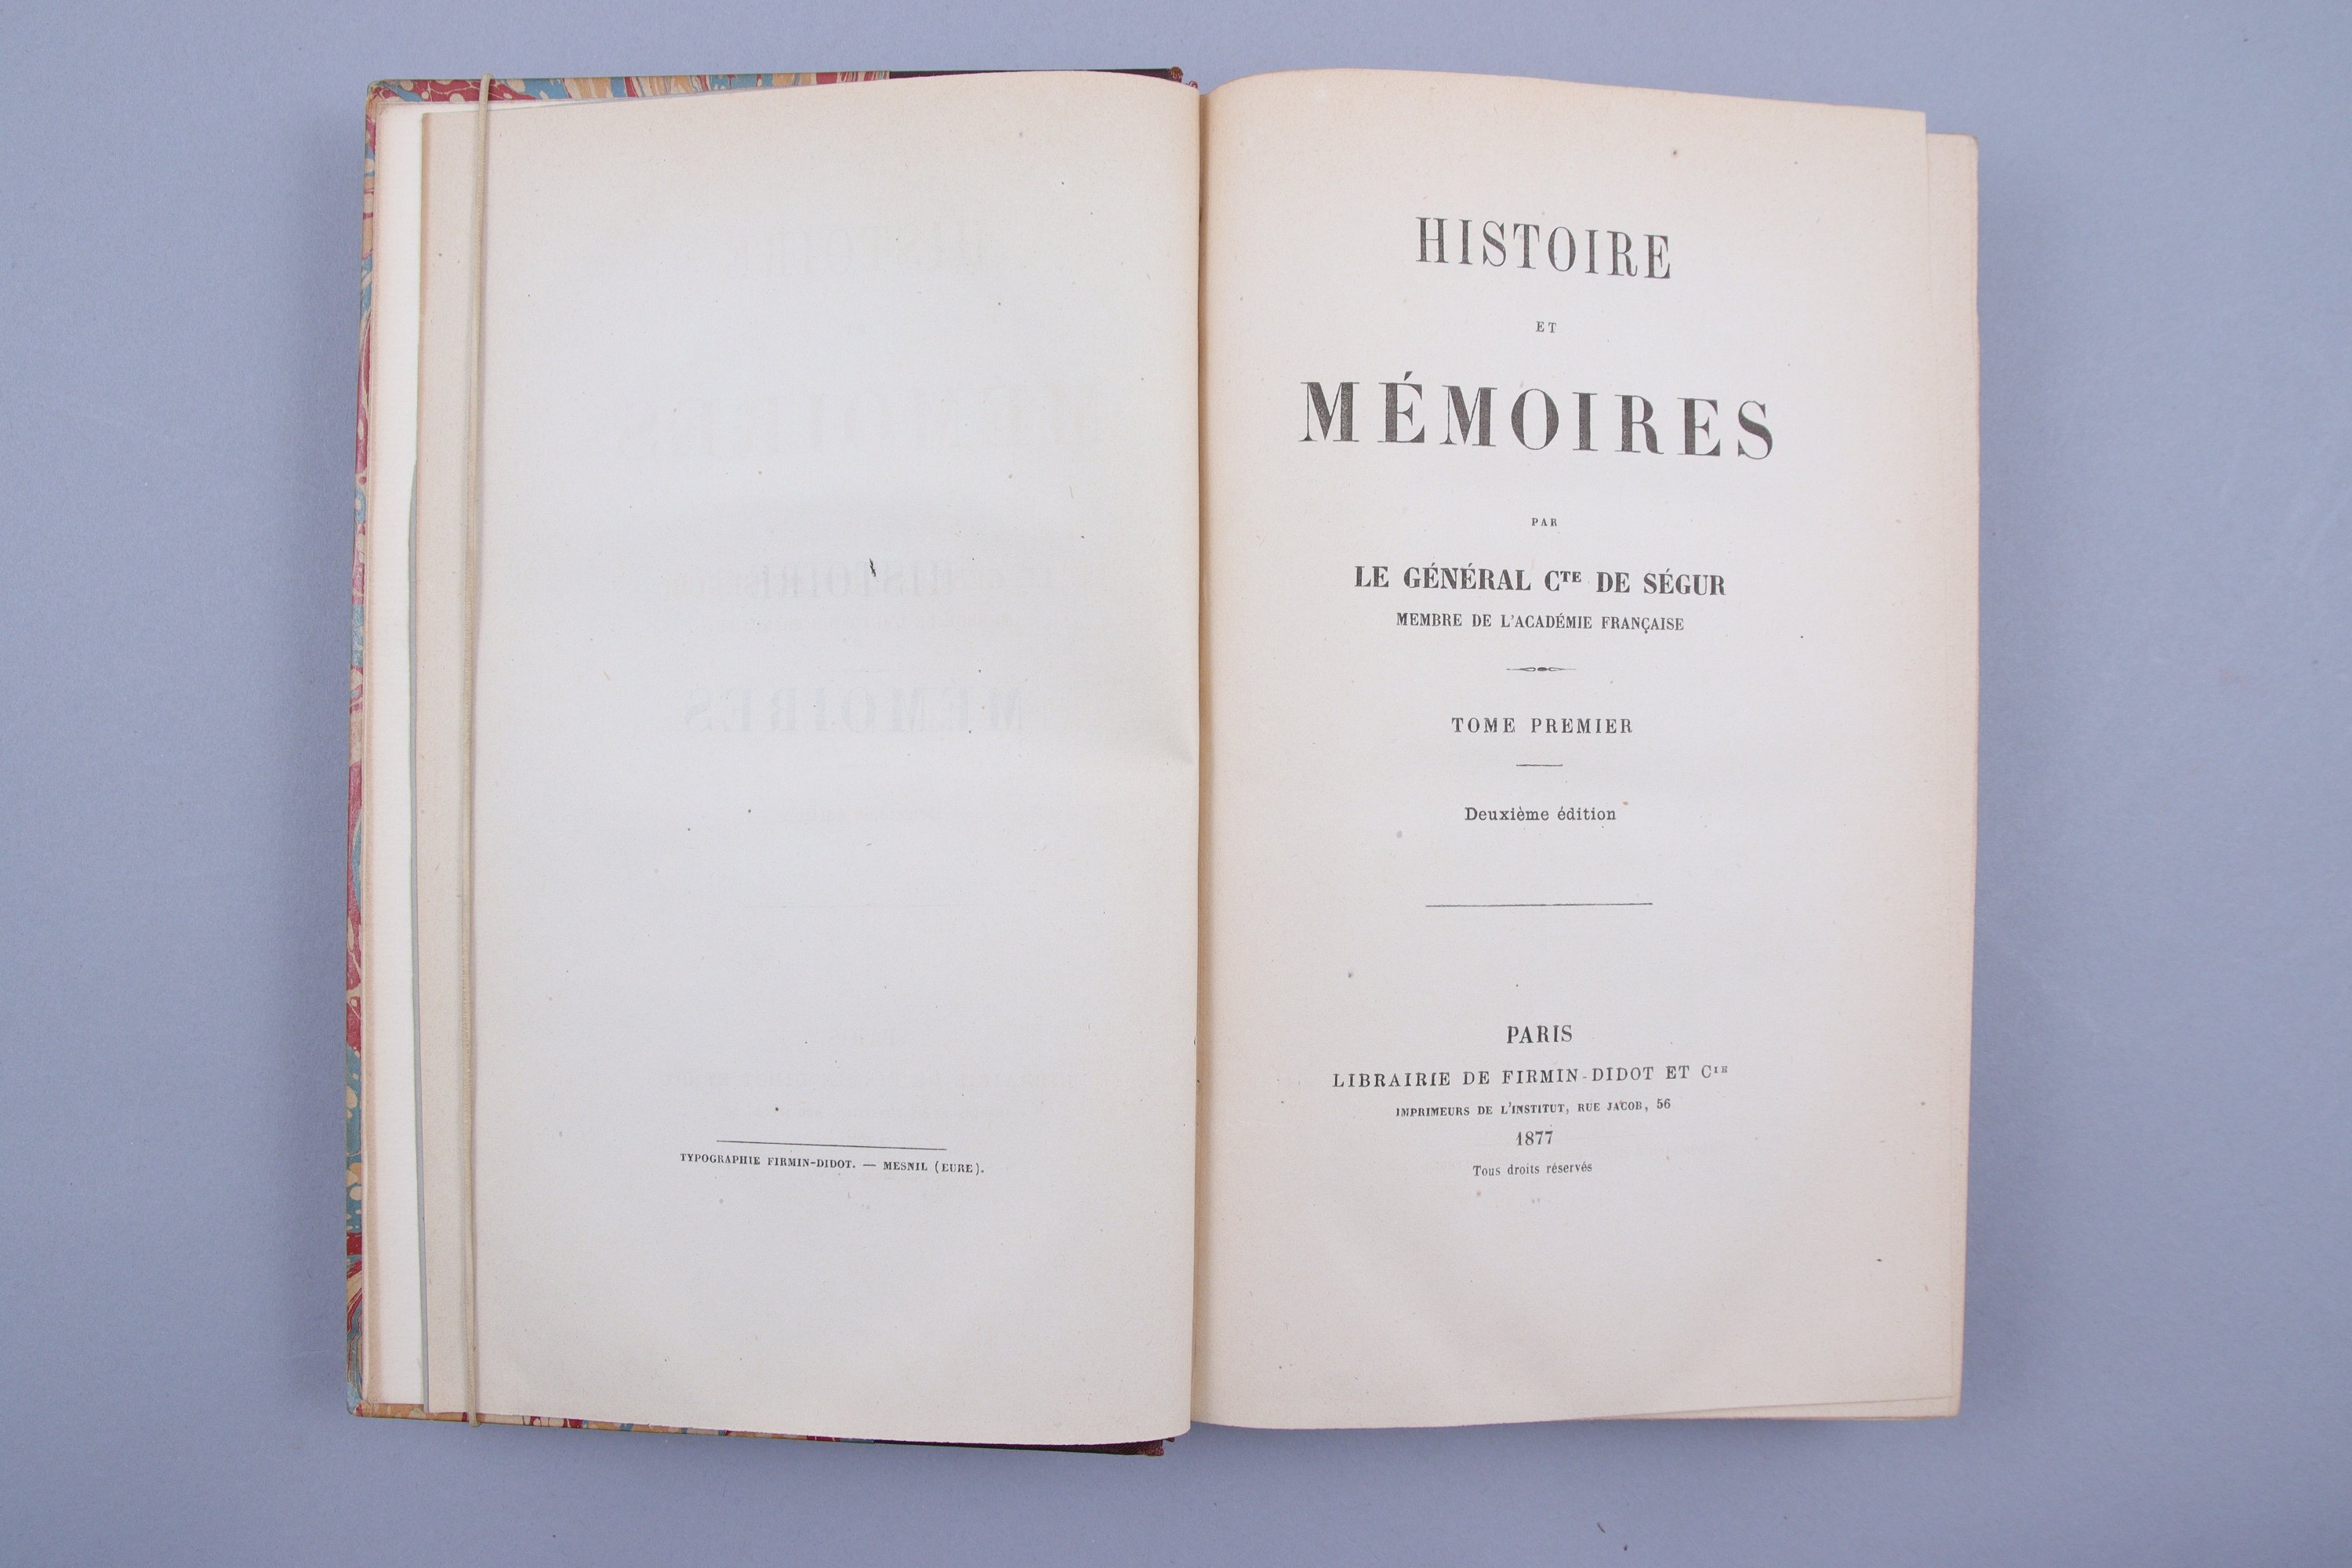 TYPOGRAPHIE FIRMIN-DIDOT. — MESNIL (EURE).
HISTOIRE
ET
MÉMOIRES
PAR
LE GÉNÉRAL CTE DE SÉGUR
MEMBRE DE L'ACADÉMIE FRANÇAISE
TOME PREMIER
Deuxième édition
PARIS
LIBRAIRIE DE FIRMIN-DIDOT ET CIE
IMPRIMEURS DE L'INSTITUT, RUE JACOB, 56
1877
Tous droits réservés